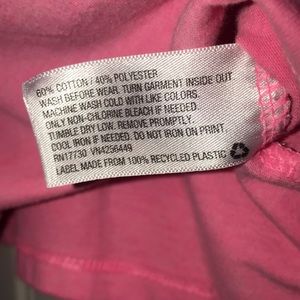 60% COTTON / 40% POLYESTER
WASH BEFORE WEAR. TURN GARMENT INSIDE OUT
MACHINE WASH COLD WITH LIKE COLORS.
ONLY NON-CHLORINE BLEACH IF NEEDED.
TUMBLE DRY LOW. REMOVE PROMPTLY.
COOL IRON IF NEEDED. DO NOT IRON ON PRINT.
RN17730 VN4256449
LABEL MADE FROM 100% RECYCLED PLASTIC